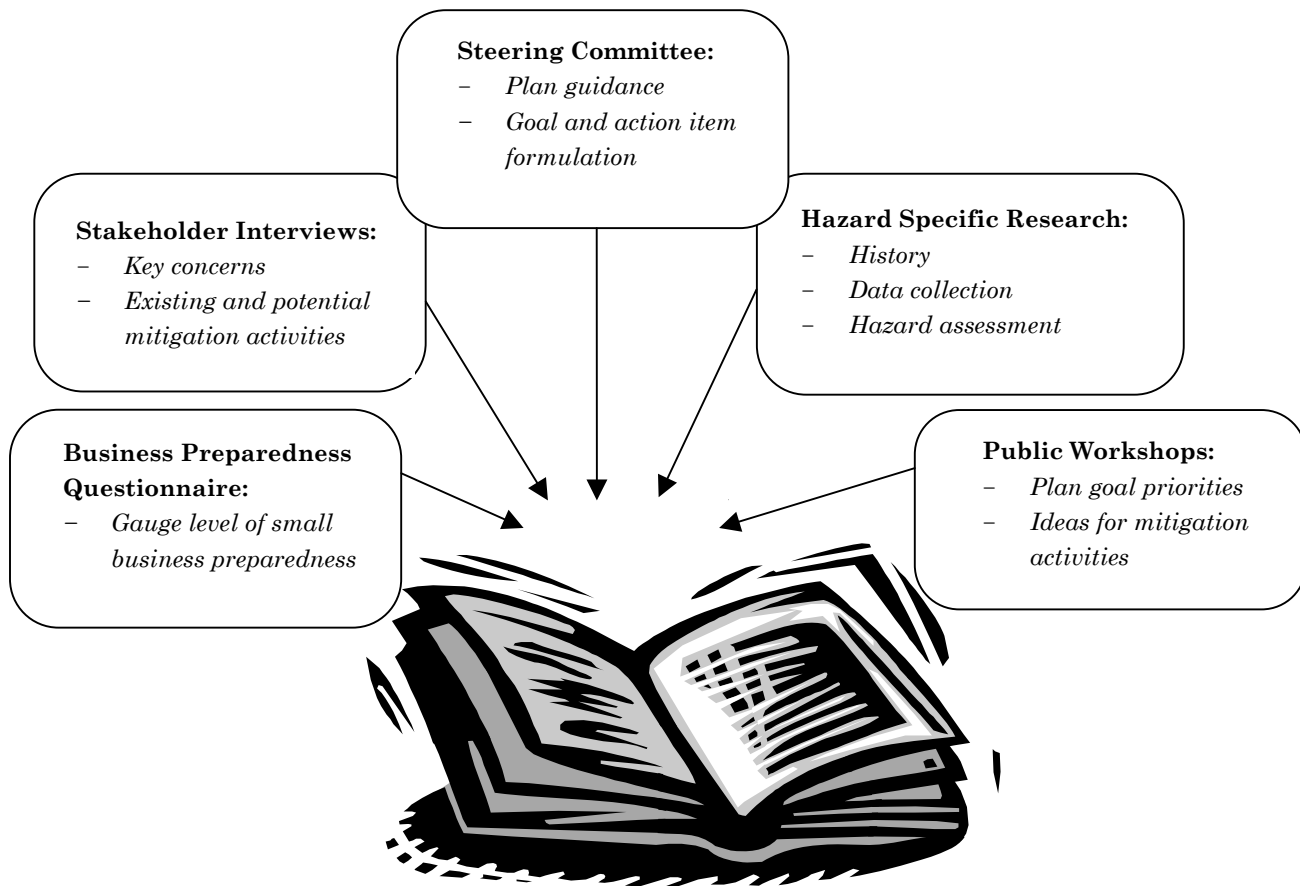 Steering Committee:
– Plan guidance
– Goal and action item
formulation
Stakeholder Interviews:
– Key concerns
– Existing and potential
mitigation activities
Hazard Specific Research:
– History
– Data collection
– Hazard assessment
Business Preparedness
Questionnaire:
– Gauge level of small
business preparedness
Public Workshops:
– Plan goal priorities
– Ideas for mitigation
activities